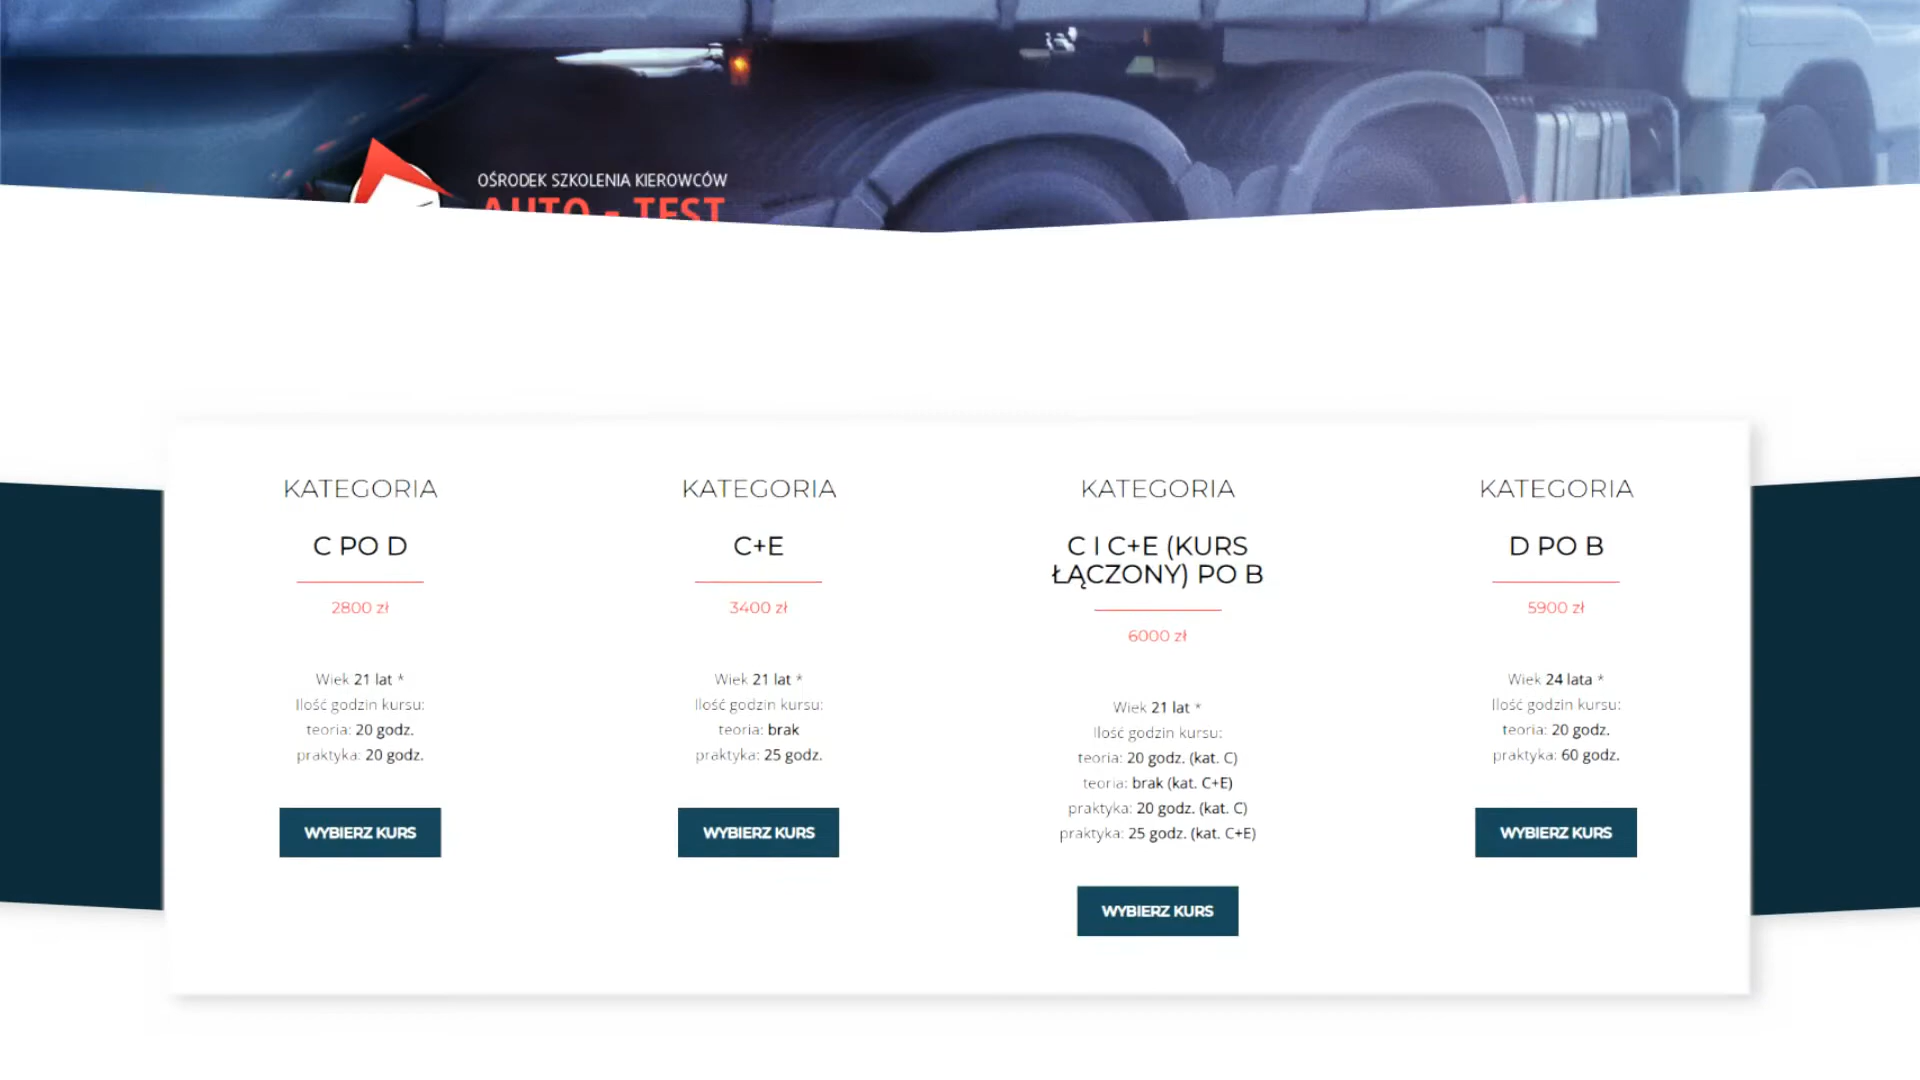 OŚRODEK SZKOLENIA KIEROWCÓW
AUTO - TEST
KATEGORIA
C PO D
2800 zł
Wiek 21 lat *
Ilość godzin kursu:
teoria: 20 godz.
praktyka: 20 godz.
WYBIERZ KURS
KATEGORIA
C+E
3400 zł
Wiek 21 lat *
Ilość godzin kursu:
teoria: brak
praktyka: 25 godz.
WYBIERZ KURS
KATEGORIA
C I C+E (KURS
ŁĄCZONY) PO B
6000 zł
Wiek 21 lat *
Ilość godzin kursu:
teoria: 20 godz. (kat. C)
teoria: brak (kat. C+E)
praktyka: 20 godz. (kat. C)
praktyka: 25 godz. (kat. C+E)
WYBIERZ KURS
KATEGORIA
D PO B
5900 zł
Wiek 24 lata *
Ilość godzin kursu:
teoria: 20 godz.
praktyka: 60 godz.
WYBIERZ KURS